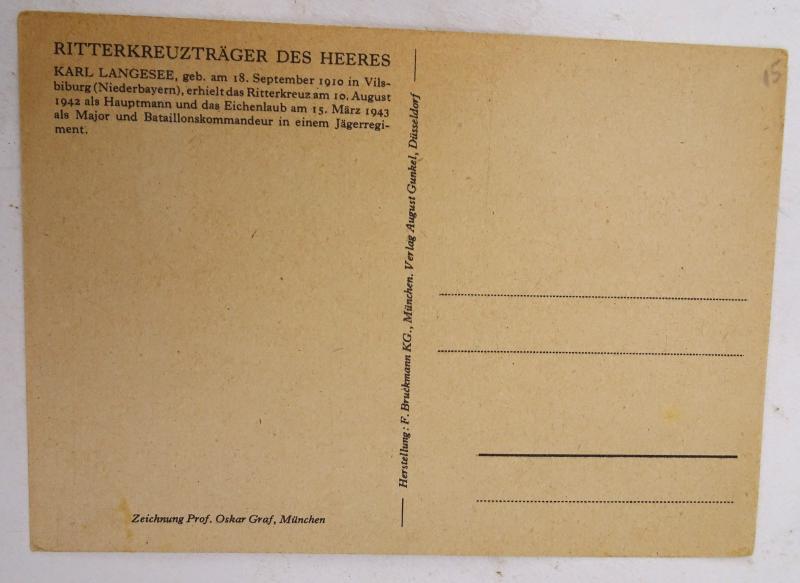 RITTERKREUZTRÄGER DES HEERES
KARL LANGESEE, geb. am 18. September 1910 in Vils-
biburg (Niederbayern), erhielt das Ritterkreuz am 10. August
1942 als Hauptmann und das Eichenlaub am 15. März 1943
als Major und Bataillonskommandeur in einem Jägerregi-
ment.
Zeichnung Prof. Oskar Graf, München
Herstellung: F. Bruckmann KG., München. Verlag August Gunkel, Düsseldorf
15